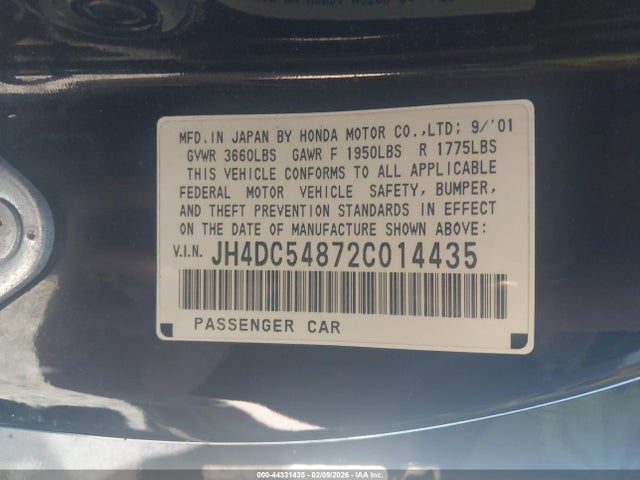 MFD.IN JAPAN BY HONDA MOTOR CO.,LTD; 9/'01
GVWR 3660LBS GAWR F 1950LBS R 1775LBS
THIS VEHICLE CONFORMS TO ALL APPLICABLE
FEDERAL MOTOR VEHICLE SAFETY, BUMPER,
AND THEFT PREVENTION STANDARDS IN EFFECT
ON THE DATE OF MANUFACTURE SHOWN ABOVE:
V.I.N. JH4DC54872C014435
PASSENGER CAR
000-44331435 - 02/09/2026 - IAA Inc.